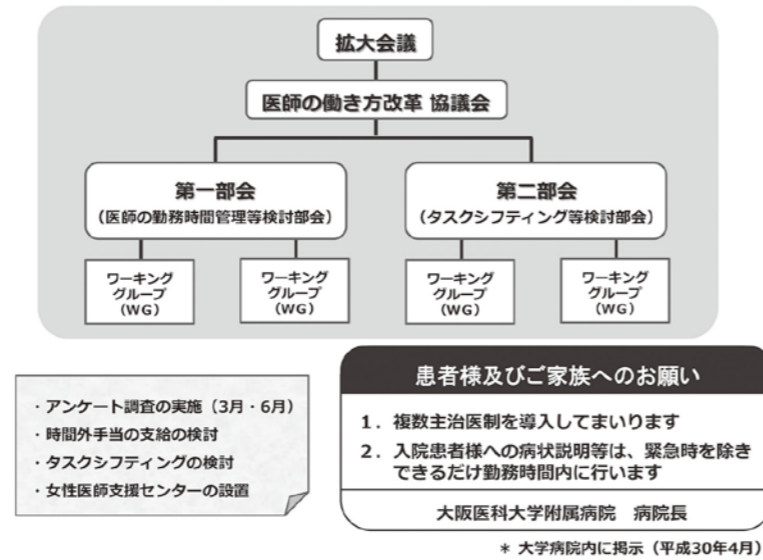 拡大会議
医師の働き方改革 協議会
第一部会
（医師の勤務時間管理等検討部会）
第二部会
（タスクシフティング等検討部会）
ワーキング
グループ
（WG）
ワーキング
グループ
（WG）
ワーキング
グループ
（WG）
ワーキング
グループ
（WG）
・アンケート調査の実施（3月・6月）
・時間外手当の支給の検討
・タスクシフティングの検討
・女性医師支援センターの設置
患者様及びご家族へのお願い
1．複数主治医制を導入してまいります
2．入院患者様への病状説明等は、緊急時を除き
できるだけ勤務時間内に行います
大阪医科大学附属病院　病院長
＊ 大学病院内に掲示（平成30年4月）